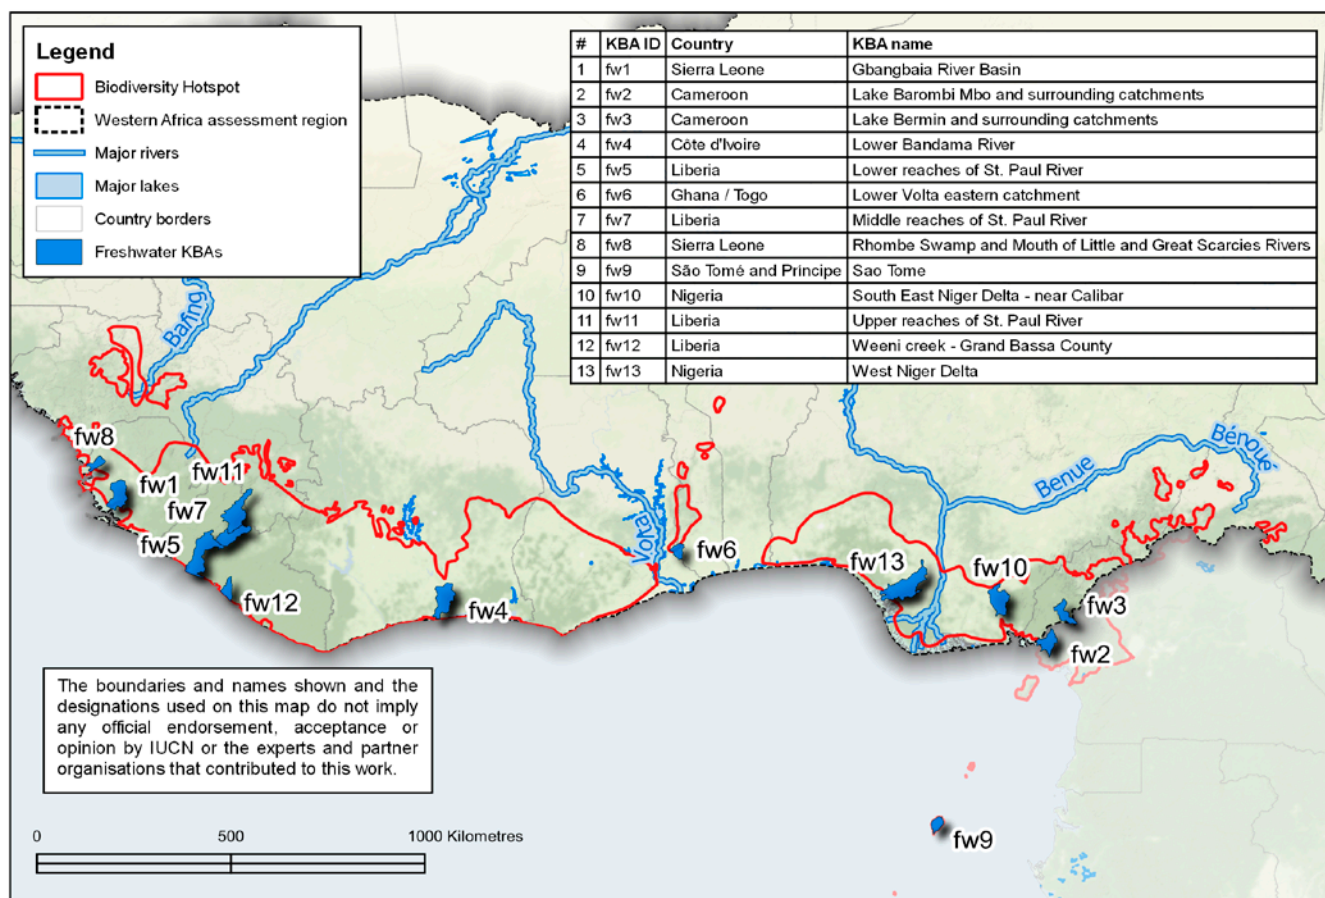 Legend
Biodiversity Hotspot
Western Africa assessment region
Major rivers
Major lakes
Country borders
Freshwater KBAs
# KBA ID Country KBA name
1 fw1 Sierra Leone Gbangbaia River Basin
2 fw2 Cameroon Lake Barombi Mbo and surrounding catchments
3 fw3 Cameroon Lake Bermin and surrounding catchments
4 fw4 Côte d'Ivoire Lower Bandama River
5 fw5 Liberia Lower reaches of St. Paul River
6 fw6 Ghana / Togo Lower Volta eastern catchment
7 fw7 Liberia Middle reaches of St. Paul River
8 fw8 Sierra Leone Rhombe Swamp and Mouth of Little and Great Scarcies Rivers
9 fw9 São Tomé and Principe Sao Tome
10 fw10 Nigeria South East Niger Delta - near Calibar
11 fw11 Liberia Upper reaches of St. Paul River
12 fw12 Liberia Weeni creek - Grand Bassa County
13 fw13 Nigeria West Niger Delta
Bafing
fw8
fw1
fw11
fw7
fw5
fw12
fw4
Volta
fw6
fw13
Benue
Bénoué
fw10
fw3
fw2
fw9
The boundaries and names shown and the
designations used on this map do not imply
any official endorsement, acceptance or
opinion by IUCN or the experts and partner
organisations that contributed to this work.
0 500 1000 Kilometres